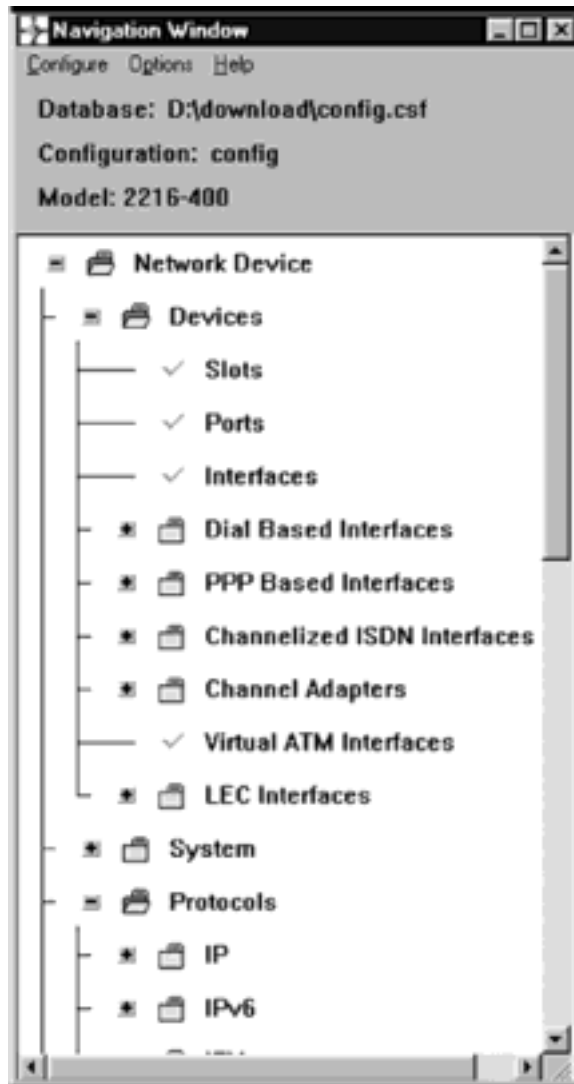 Navigation Window
Configure Options Help
Database: D:\download\config.csf
Configuration: config
Model: 2216-400
Network Device
Devices
Slots
Ports
Interfaces
Dial Based Interfaces
PPP Based Interfaces
Channelized ISDN Interfaces
Channel Adapters
Virtual ATM Interfaces
LEC Interfaces
System
Protocols
IP
IPv6